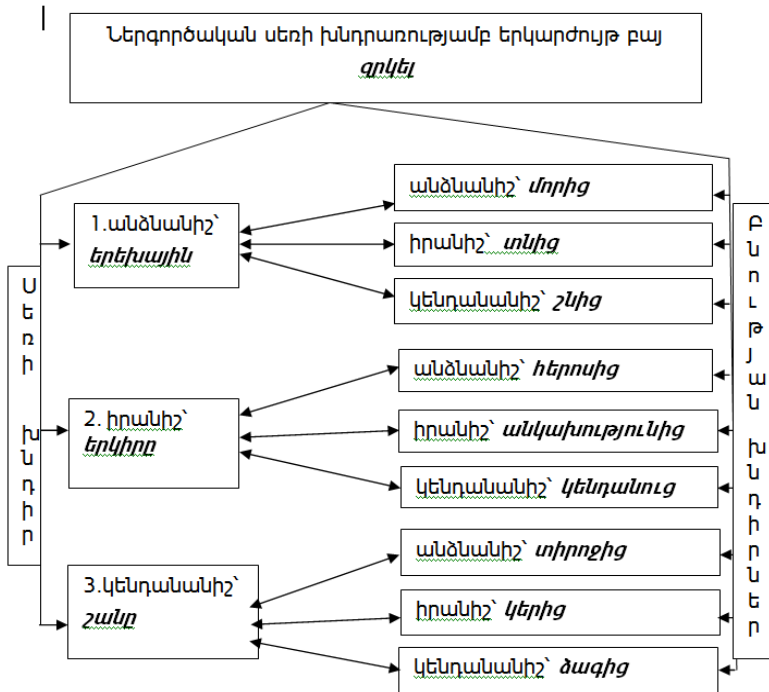 Ներգործական սեռի խնդրառությամբ երկարժույթ բայ
զրկել
անձնանիշ՝ մորից
1.անձնանիշ՝
երեխային
իրանիշ՝ տնից
կենդանանիշ՝ շնից
Սեռի խնդիր
Բնության խնդիրներ
անձնանիշ՝ հերոսից
2. իրանիշ՝
երկիրը
իրանիշ՝ անկախությունից
կենդանանիշ՝ կենդանուց
անձնանիշ՝ տիրոջից
3.կենդանանիշ՝
շանը
իրանիշ՝ կերից
կենդանանիշ՝ ձագից